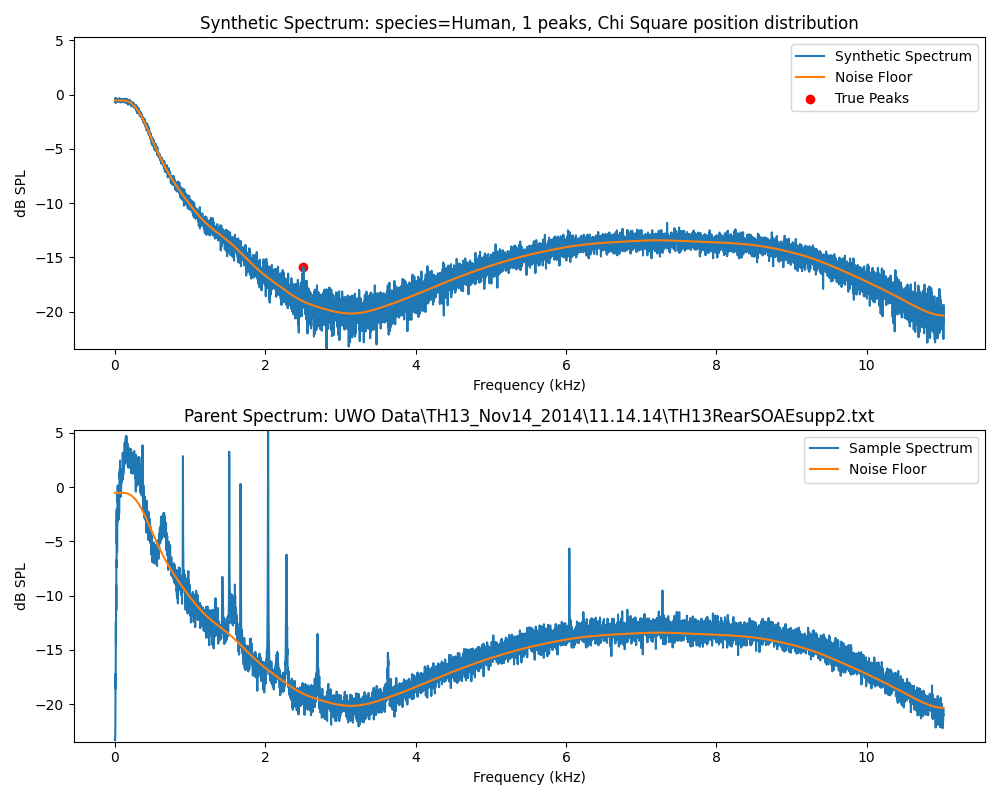 Synthetic Spectrum: species=Human, 1 peaks, Chi Square position distribution
5
0
−5
−10
−15
−20
dB SPL
Synthetic Spectrum
Noise Floor
True Peaks
0 2 4 6 8 10
Frequency (kHz)
Parent Spectrum: UWO Data\TH13_Nov14_2014\11.14.14\TH13RearSOAEsupp2.txt
5
0
−5
−10
−15
−20
dB SPL
Sample Spectrum
Noise Floor
0 2 4 6 8 10
Frequency (kHz)